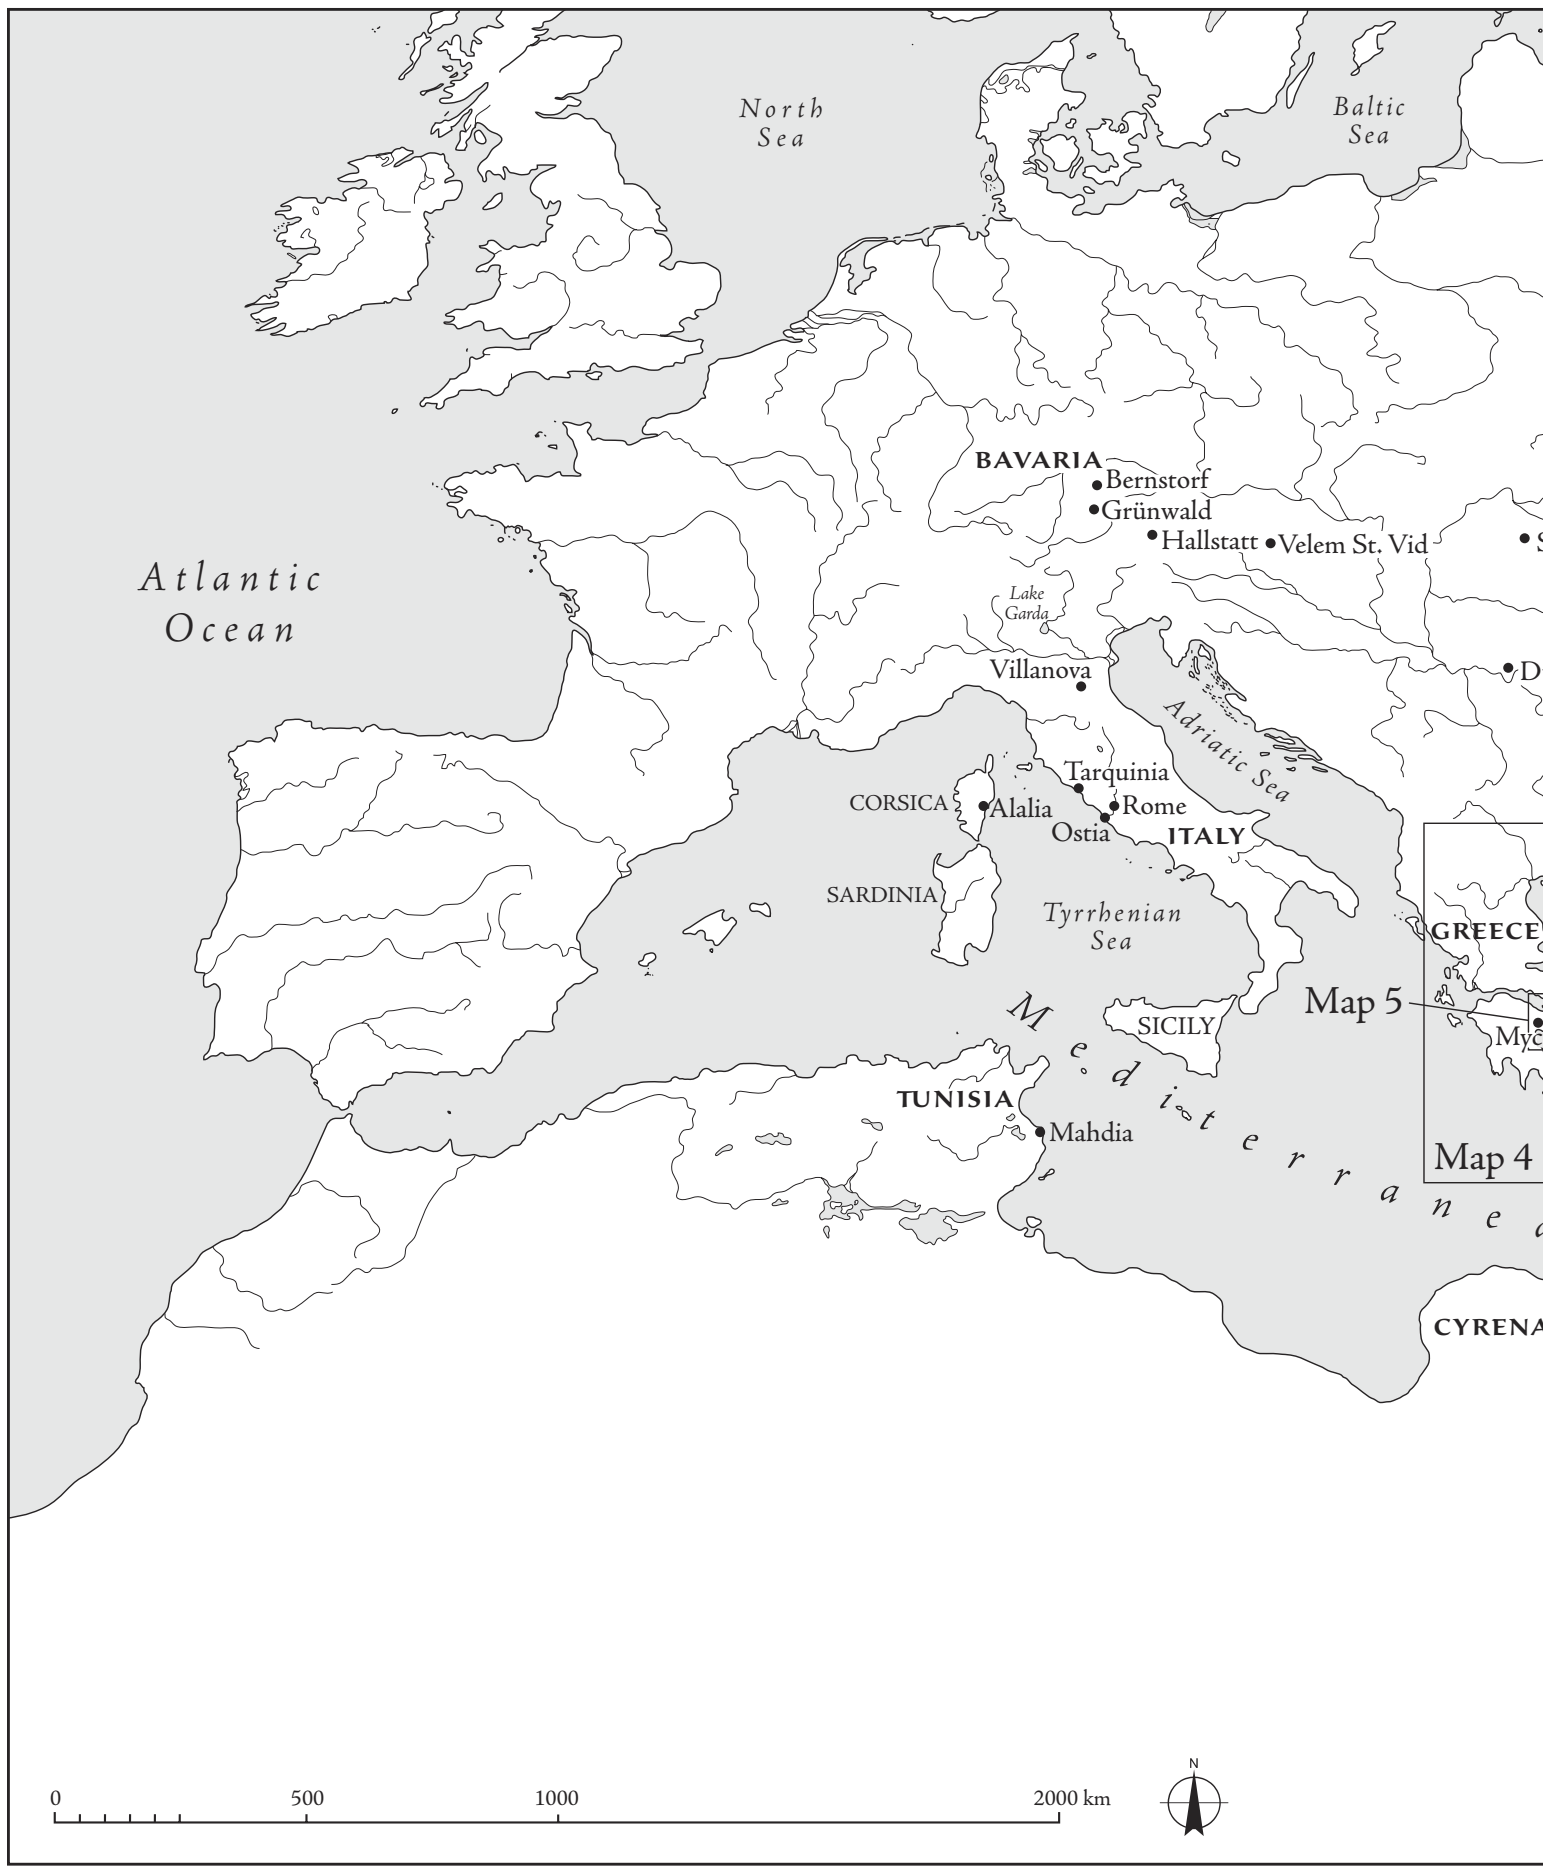 North
Sea
Baltic
Sea
BAVARIA
Bernstorf
Grünwald
Hallstatt
Velem St. Vid
S
Atlantic
Ocean
Lake
Garda
Villanova
D
Adriatic Sea
Tarquinia
CORSICA
Alalia
Rome
Ostia
ITALY
SARDINIA
Tyrrhenian
Sea
GREECE
Map 5
SICILY
Myc
Mediterranea
TUNISIA
Mahdia
Map 4
CYRENA
0 500 1000 2000 km
N